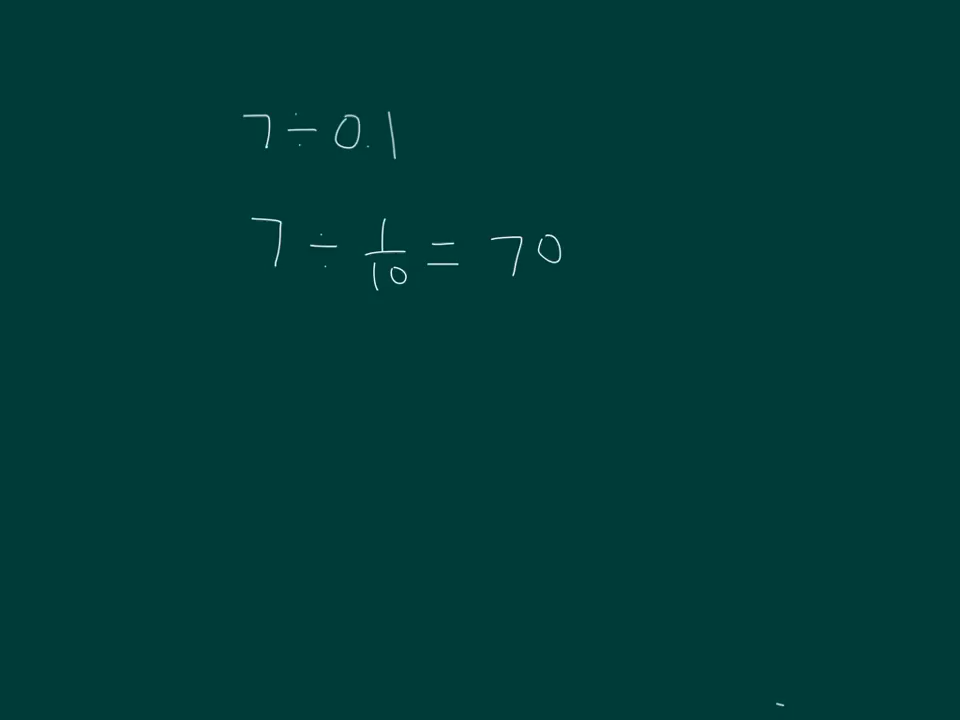 7 ÷ 0.1
7 ÷ 1/10 = 70